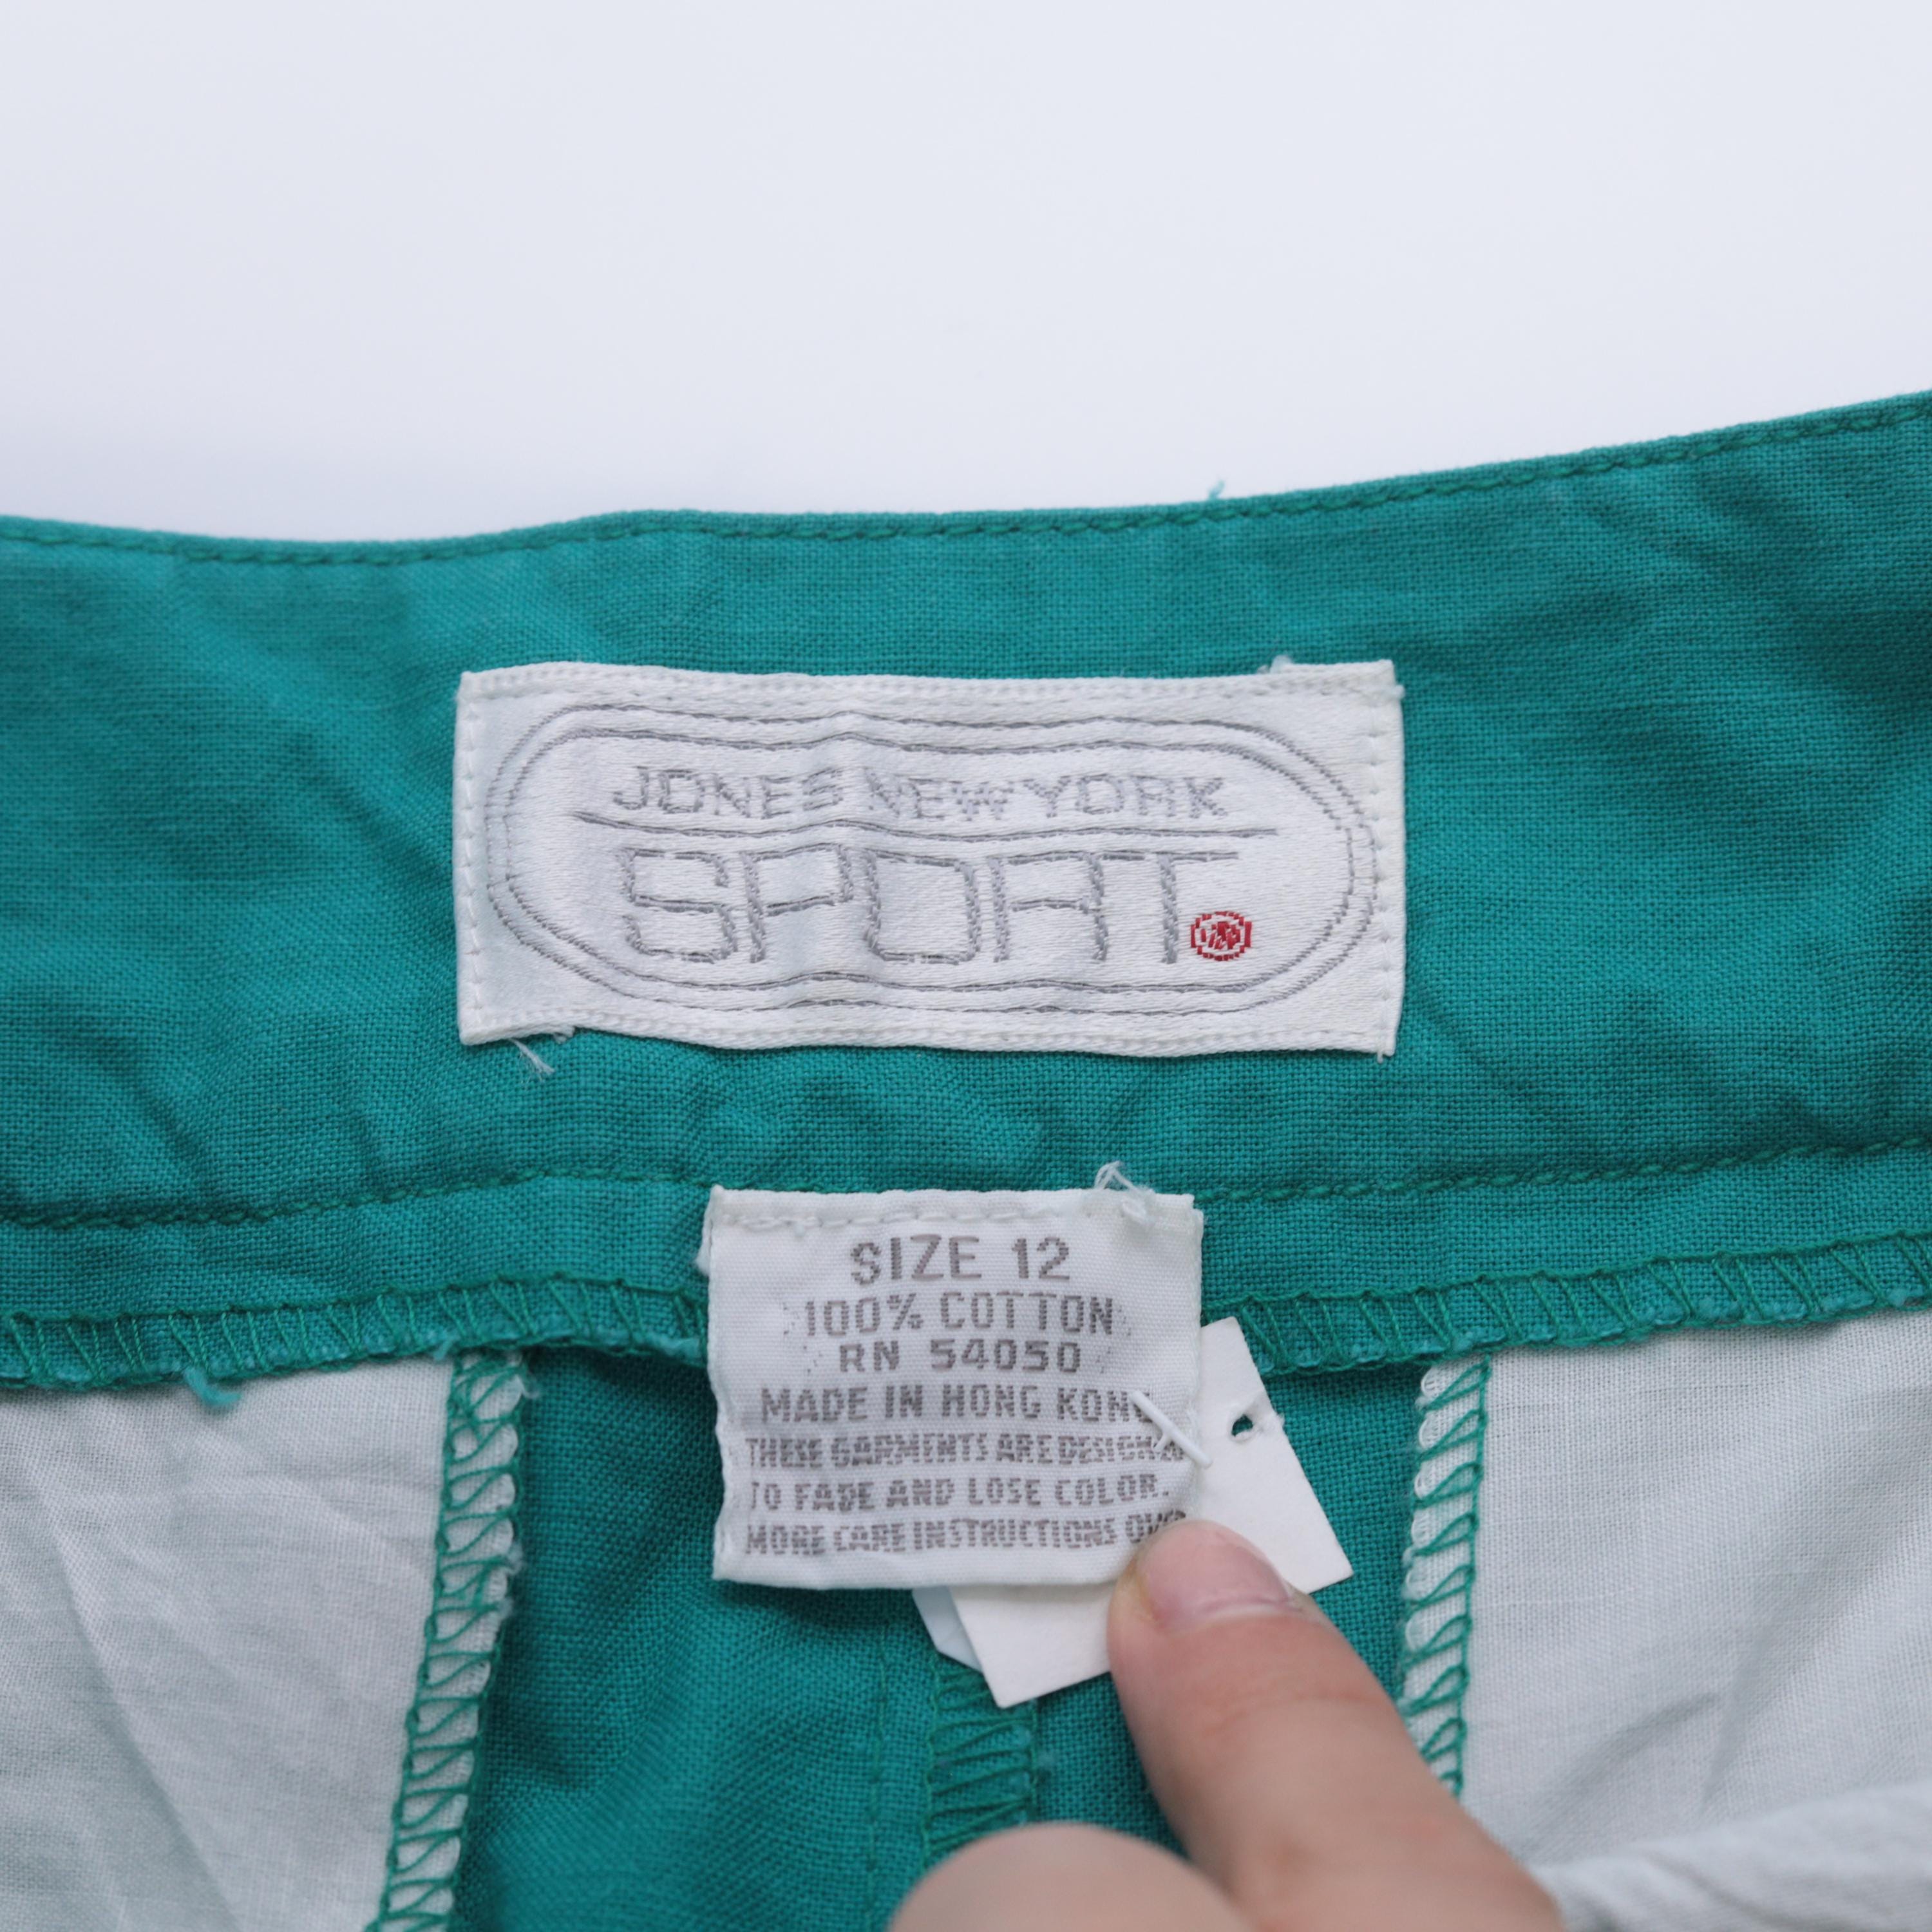 JONES NEW YORK
SPORT
SIZE 12
100% COTTON
RN 54050
MADE IN HONG KONG
THESE GARMENTS ARE DESIGN
TO FADE AND LOSE COLOR.
MORE CARE INSTRUCTIONS